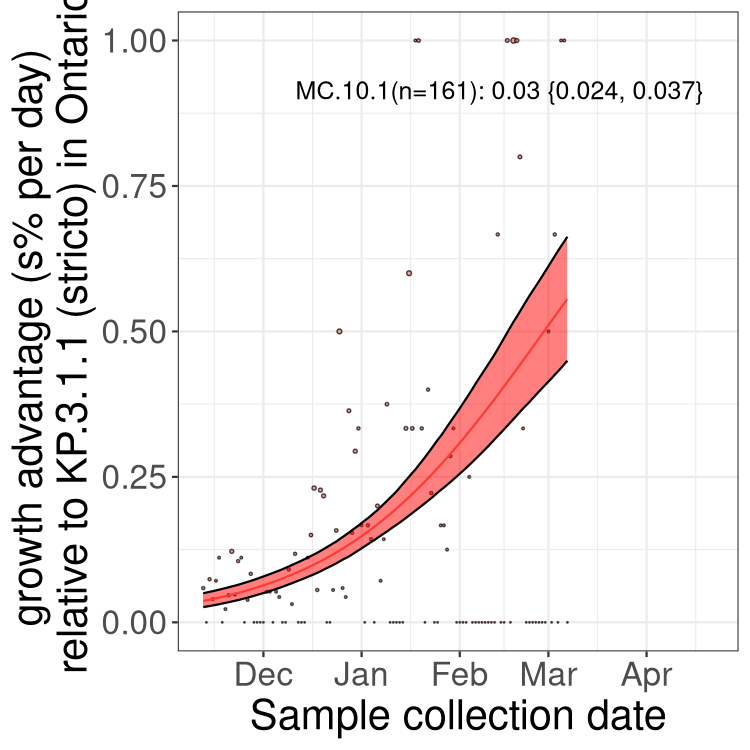 growth advantage (s% per day)
relative to KP.3.1.1 (stricto) in Ontario
1.00
0.75
0.50
0.25
0.00
MC.10.1(n=161): 0.03 {0.024, 0.037}
Dec Jan Feb Mar Apr
Sample collection date